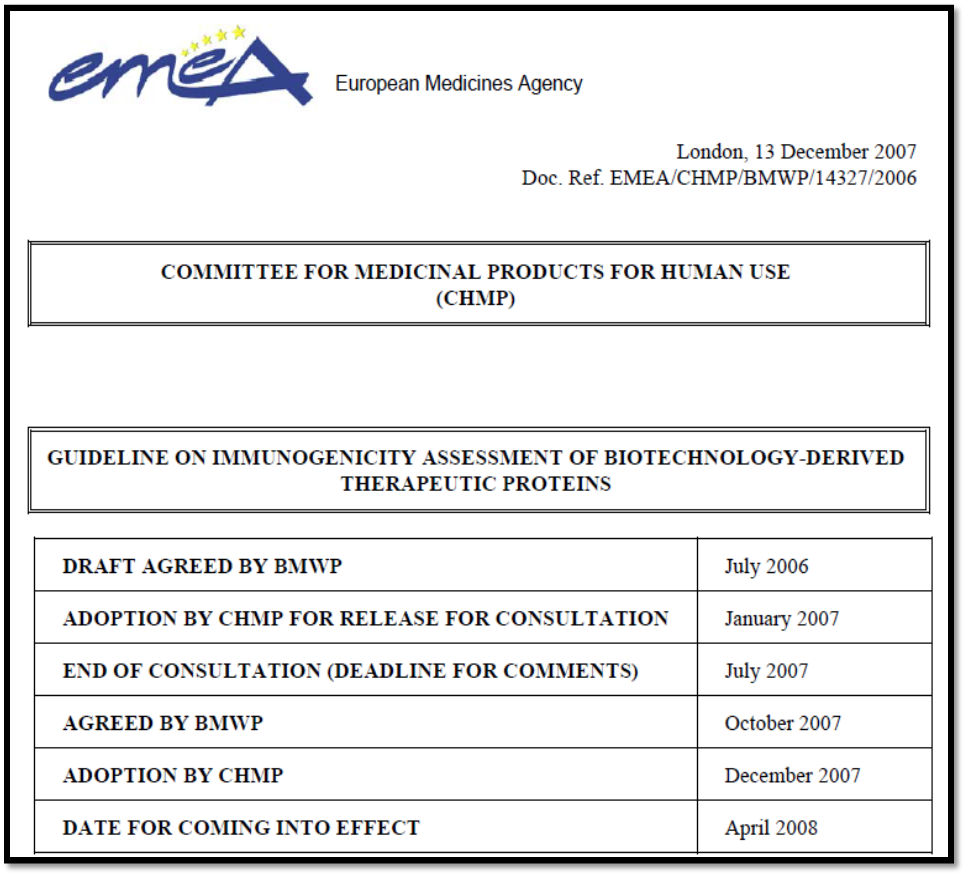 emea
European Medicines Agency
London, 13 December 2007
Doc. Ref. EMEA/CHMP/BMWP/14327/2006
COMMITTEE FOR MEDICINAL PRODUCTS FOR HUMAN USE
(CHMP)
GUIDELINE ON IMMUNOGENICITY ASSESSMENT OF BIOTECHNOLOGY-DERIVED
THERAPEUTIC PROTEINS
DRAFT AGREED BY BMWP July 2006
ADOPTION BY CHMP FOR RELEASE FOR CONSULTATION January 2007
END OF CONSULTATION (DEADLINE FOR COMMENTS) July 2007
AGREED BY BMWP October 2007
ADOPTION BY CHMP December 2007
DATE FOR COMING INTO EFFECT April 2008